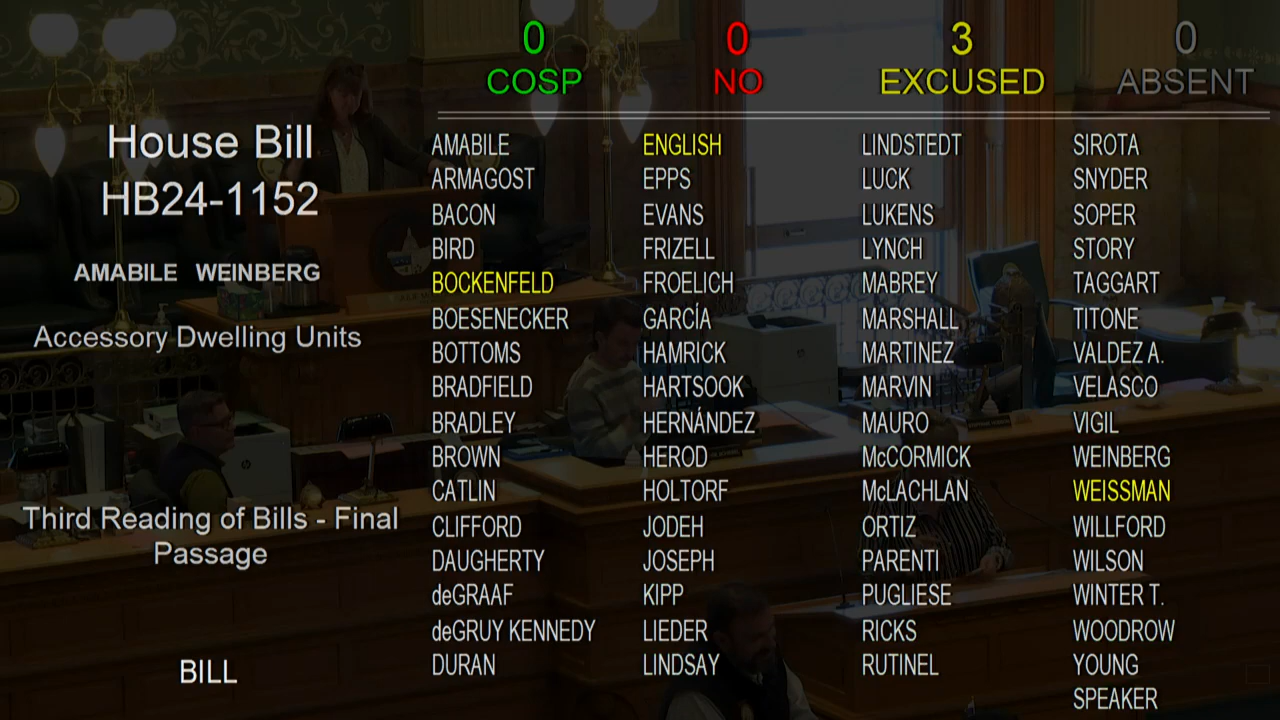 0 0 3 0
COSP NO EXCUSED ABSENT
House Bill
HB24-1152
AMABILE WEINBERG
Accessory Dwelling Units
Third Reading of Bills - Final
Passage
BILL
AMABILE
ARMAGOST
BACON
BIRD
BOCKENFELD
BOESENECKER
BOTTOMS
BRADFIELD
BRADLEY
BROWN
CATLIN
CLIFFORD
DAUGHERTY
deGRAAF
deGRUY KENNEDY
DURAN
ENGLISH
EPPS
EVANS
FRIZELL
FROELICH
GARCÍA
HAMRICK
HARTSOOK
HERNÁNDEZ
HEROD
HOLTORF
JODEH
JOSEPH
KIPP
LIEDER
LINDSAY
LINDSTEDT
LUCK
LUKENS
LYNCH
MABREY
MARSHALL
MARTINEZ
MARVIN
MAURO
McCORMICK
McLACHLAN
ORTIZ
PARENTI
PUGLIESE
RICKS
RUTINEL
SIROTA
SNYDER
SOPER
STORY
TAGGART
TITONE
VALDEZ A.
VELASCO
VIGIL
WEINBERG
WEISSMAN
WILLFORD
WILSON
WINTER T.
WOODROW
YOUNG
SPEAKER